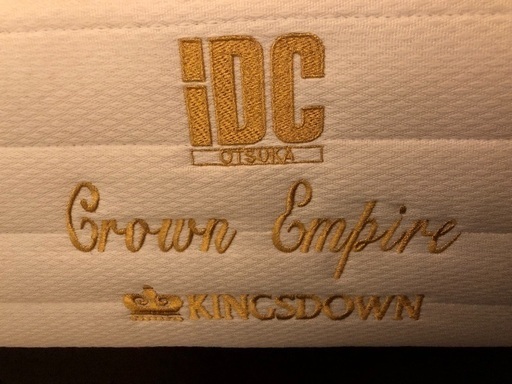 iDC
OTSUKA
Crown Empire
KINGSDOWN